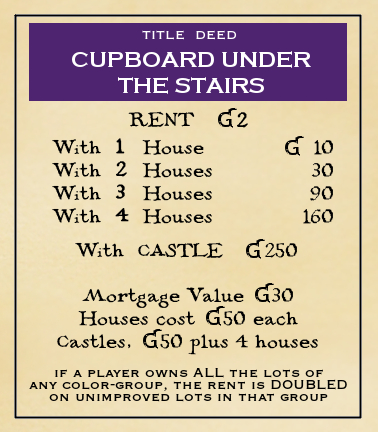 TITLE DEED
CUPBOARD UNDER
THE STAIRS
RENT G2
With 1 House G 10
With 2 Houses 30
With 3 Houses 90
With 4 Houses 160
With CASTLE G250
Mortgage Value G30
Houses cost G50 each
Castles, G50 plus 4 houses
IF A PLAYER OWNS ALL THE LOTS OF
ANY COLOR-GROUP, THE RENT IS DOUBLED
ON UNIMPROVED LOTS IN THAT GROUP